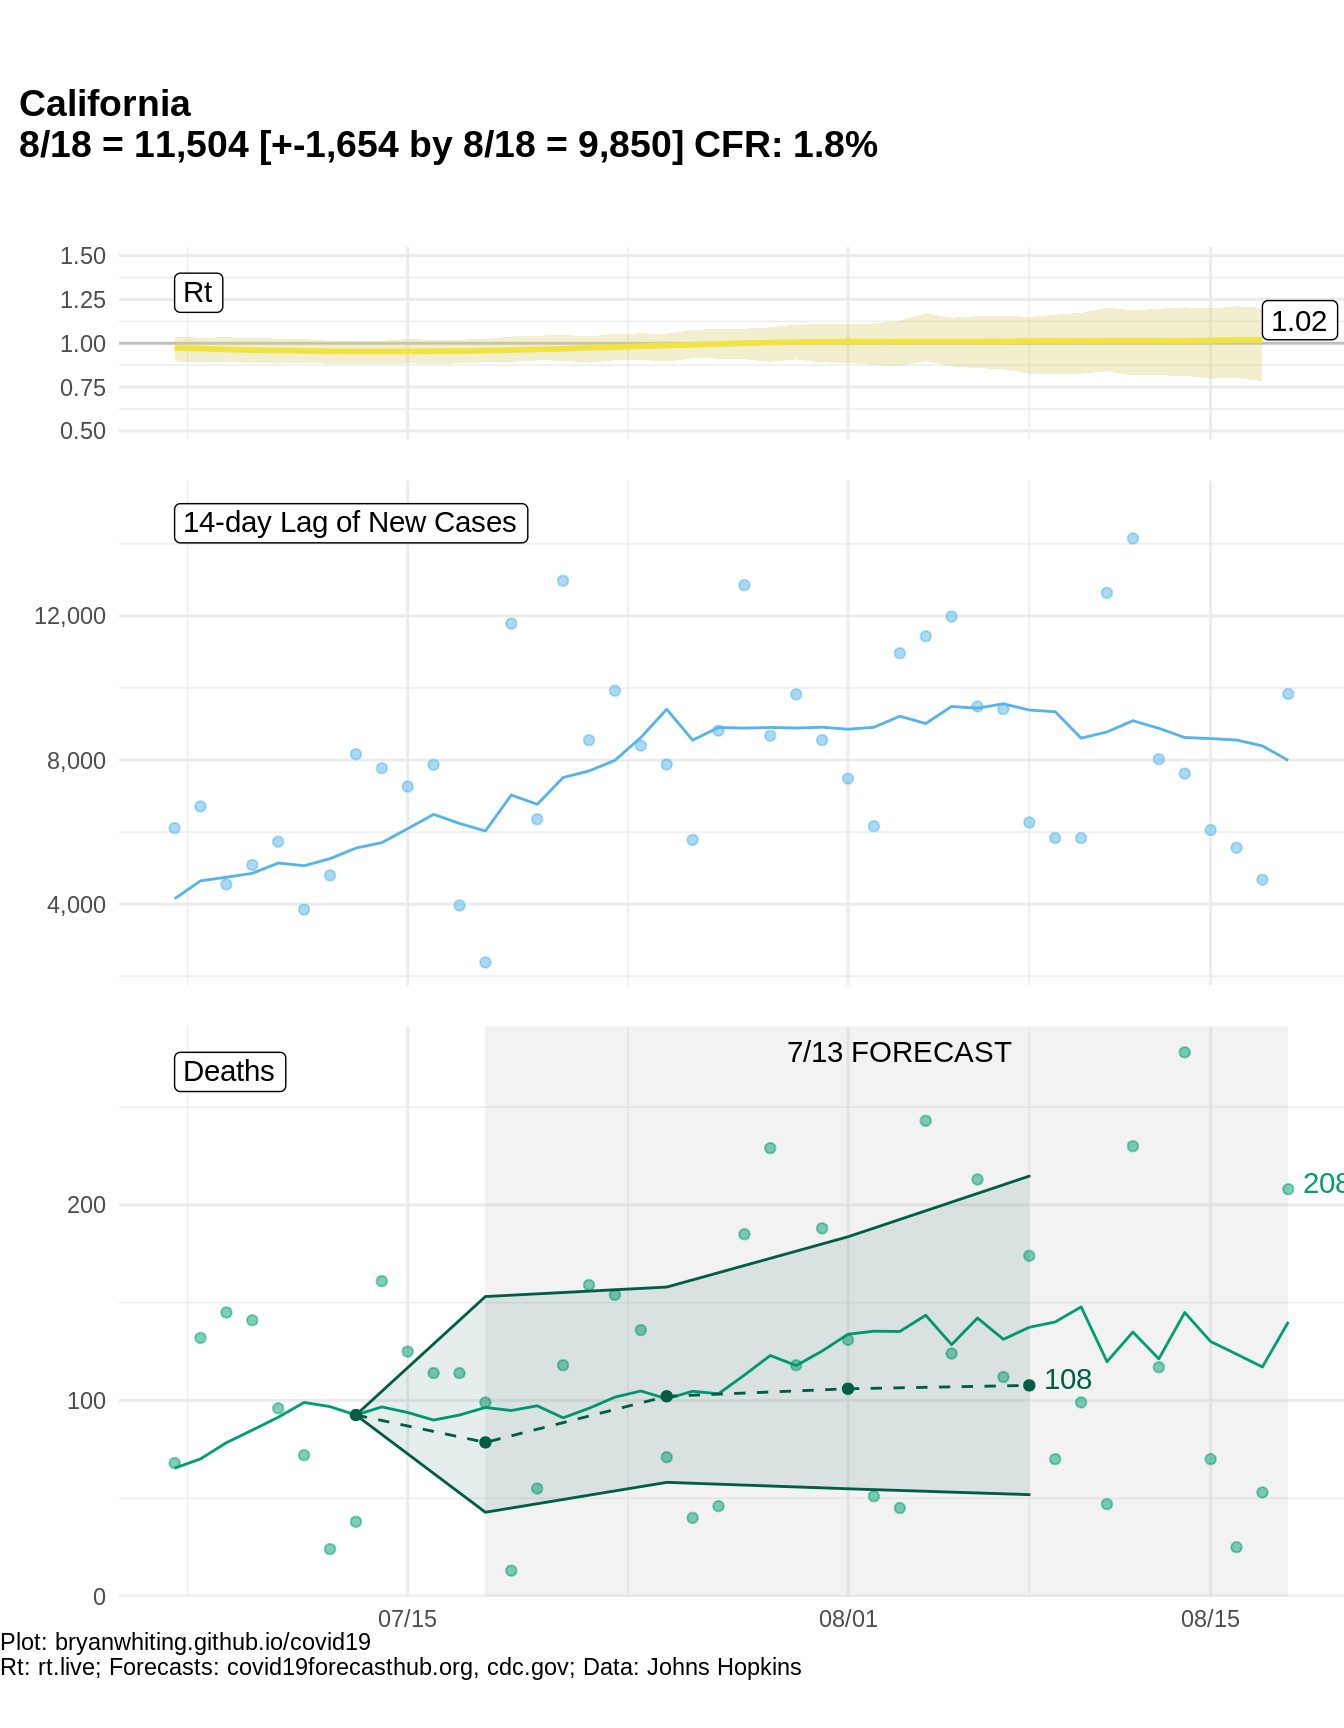 California
8/18 = 11,504 [+-1,654 by 8/18 = 9,850] CFR: 1.8%
1.50
1.25
1.00
0.75
0.50
Rt
1.02
14-day Lag of New Cases
12,000
8,000
4,000
Deaths
7/13 FORECAST
208
108
200
100
0
07/15
08/01
08/15
Plot: bryanwhiting.github.io/covid19
Rt: rt.live; Forecasts: covid19forecasthub.org, cdc.gov; Data: Johns Hopkins